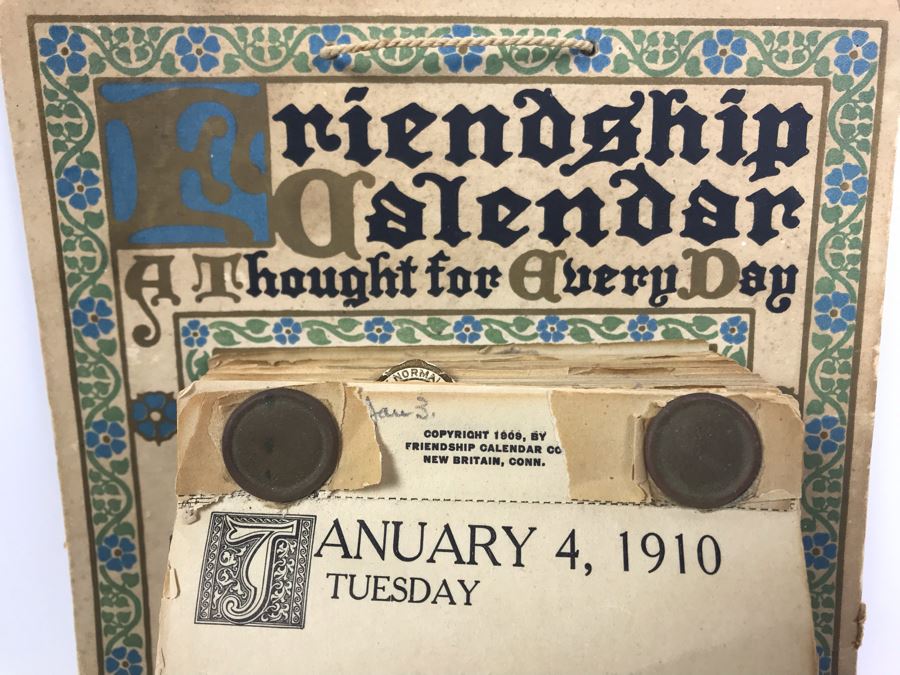 Friendship
Calendar
A Thought for Every Day
NORMA
Jan 3.
COPYRIGHT 1909, BY
FRIENDSHIP CALENDAR CO
NEW BRITAIN, CONN.
JANUARY 4, 1910
TUESDAY